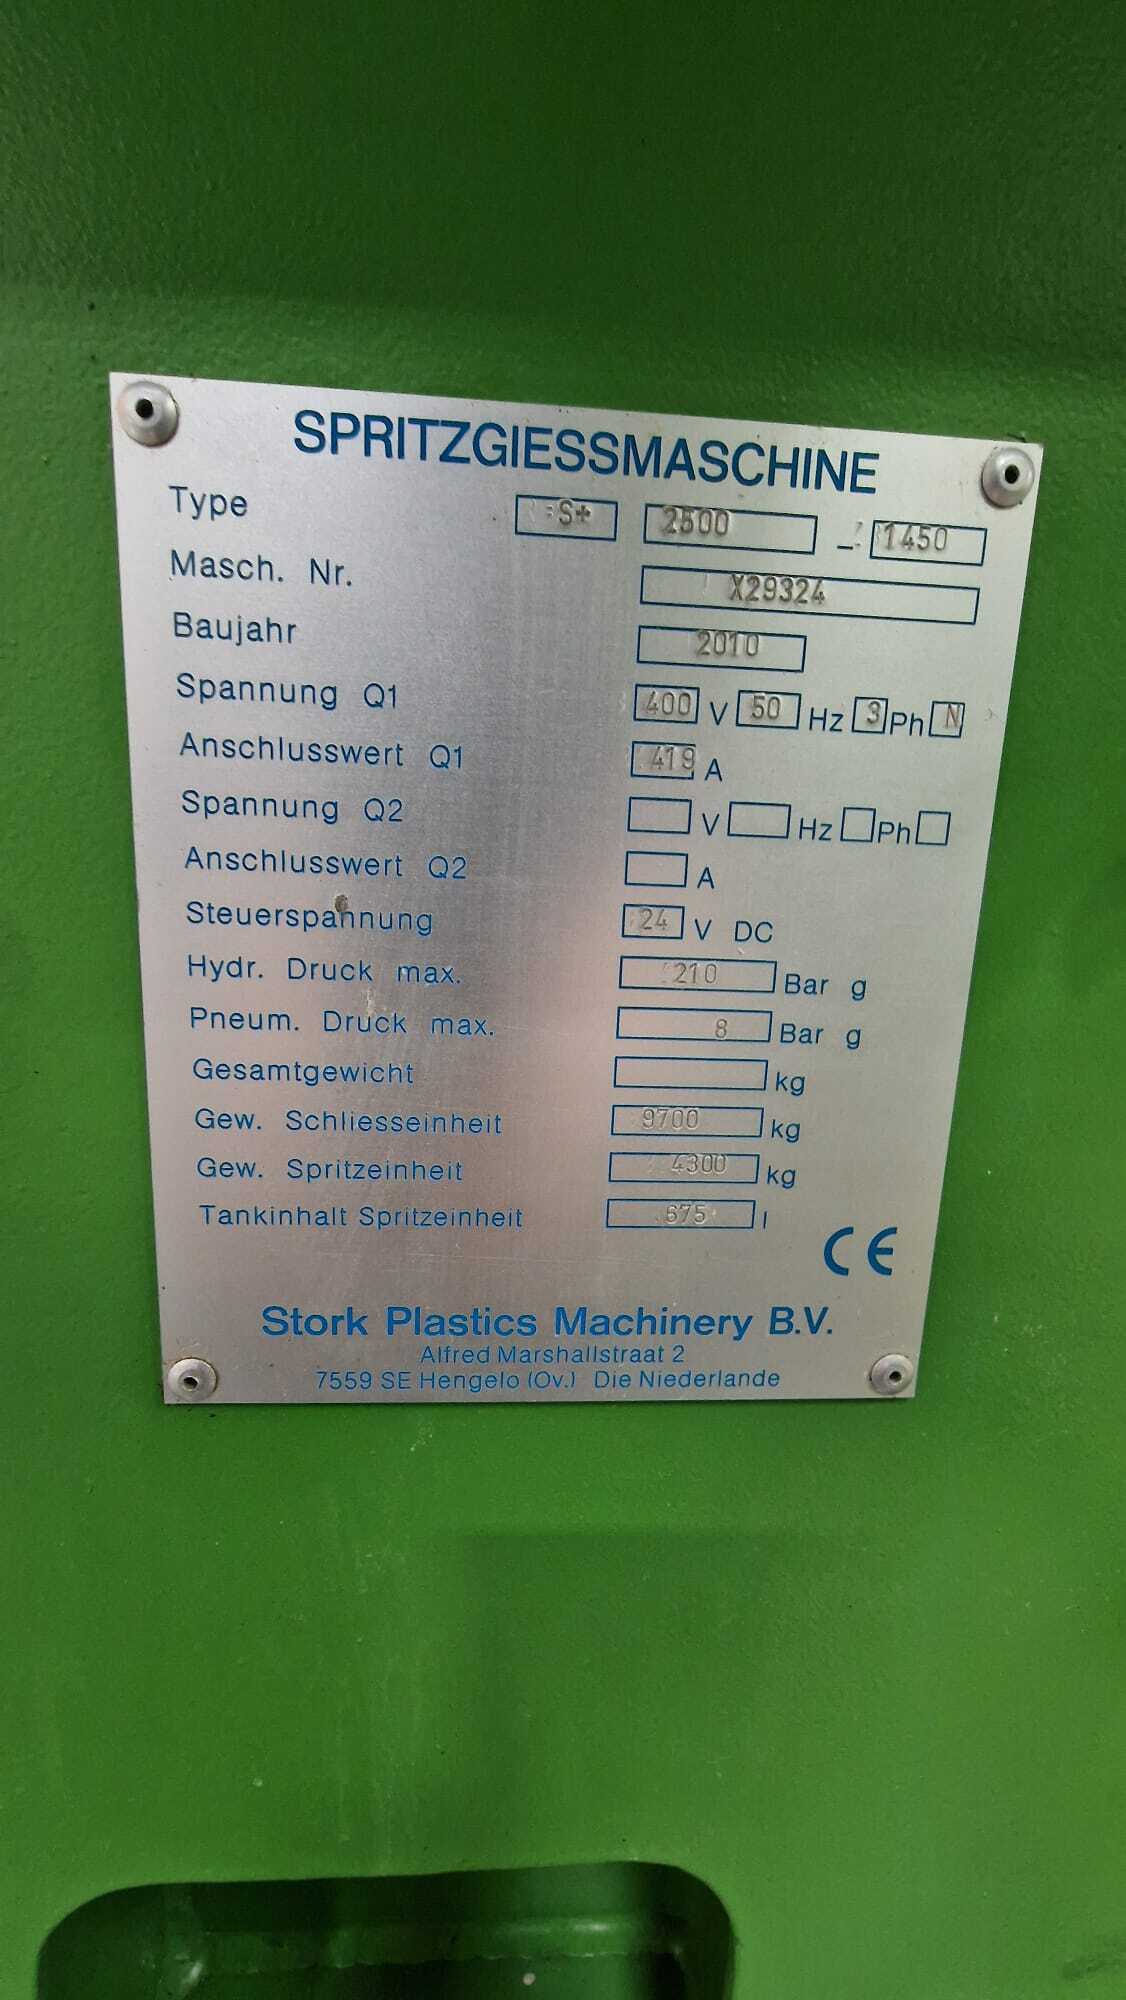 SPRITZGIESSMASCHINE
Type S+ 2500 - 1450
Masch. Nr. X29324
Baujahr 2010
Spannung Q1 400 V 50 Hz 3 Ph N
Anschlusswert Q1 419 A
Spannung Q2 V Hz Ph
Anschlusswert Q2 A
Steuerspannung 24 V DC
Hydr. Druck max. 210 Bar g
Pneum. Druck max. 8 Bar g
Gesamtgewicht kg
Gew. Schliesseinheit 9700 kg
Gew. Spritzeinheit 4300 kg
Tankinhalt Spritzeinheit 675 l
CE
Stork Plastics Machinery B.V.
Alfred Marshallstraat 2
7559 SE Hengelo (Ov.) Die Niederlande